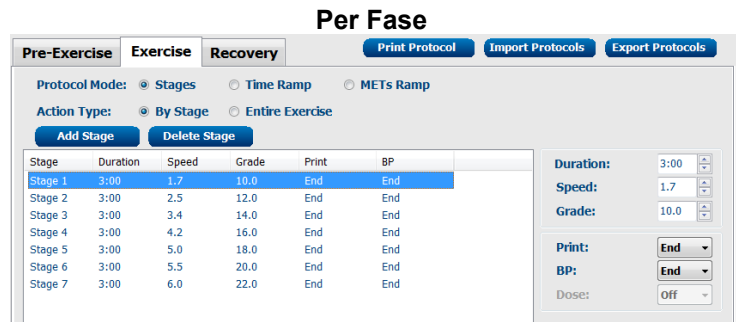 Per Fase
Pre-Exercise Exercise Recovery Print Protocol Import Protocols Export Protocols
Protocol Mode: Stages Time Ramp METs Ramp
Action Type: By Stage Entire Exercise
Add Stage Delete Stage
Stage Duration Speed Grade Print BP
Stage 1 3:00 1.7 10.0 End End
Stage 2 3:00 2.5 12.0 End End
Stage 3 3:00 3.4 14.0 End End
Stage 4 3:00 4.2 16.0 End End
Stage 5 3:00 5.0 18.0 End End
Stage 6 3:00 5.5 20.0 End End
Stage 7 3:00 6.0 22.0 End End
Duration: 3:00
Speed: 1.7
Grade: 10.0
Print: End
BP: End
Dose: Off